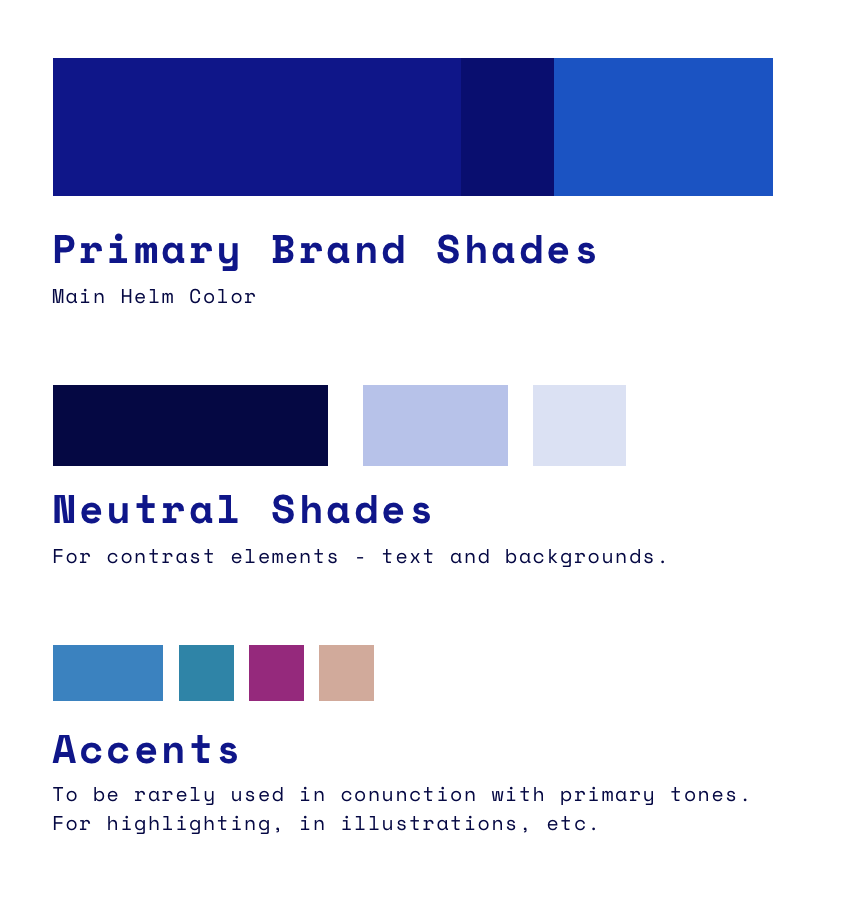 Primary Brand Shades
Main Helm Color
Neutral Shades
For contrast elements - text and backgrounds.
Accents
To be rarely used in conunction with primary tones.
For highlighting, in illustrations, etc.